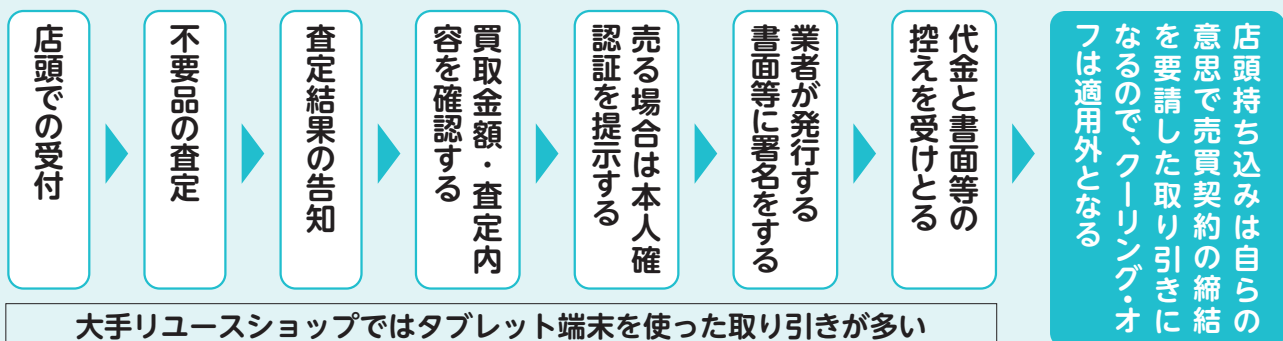 店頭での受付
不要品の査定
査定結果の告知
買取金額・査定内
容を確認する
売る場合は本人確
認証を提示する
業者が発行する
書面等に署名をする
代金と書面等の
控えを受けとる
店頭持ち込みは自らの
意思で売買契約の締結
を要請した取り引きに
なるので、クーリング・オ
フは適用外となる
大手リユースショップではタブレット端末を使った取り引きが多い